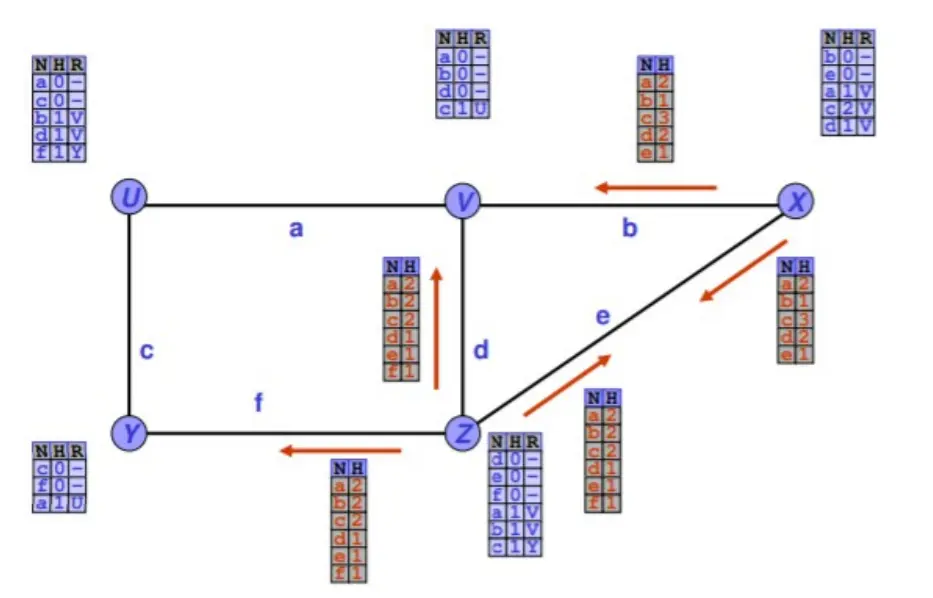 N H R
a 0 -
c 0 -
b 1 V
d 1 V
f 1 Y
N H R
a 0 -
b 0 -
d 0 -
c 1 U
N H
a 2
b 1
c 3
d 2
e 1
N H R
b 0 -
e 0 -
a 1 V
c 2 V
d 1 V
U
V
X
a
b
N H
a 2
b 2
c 2
d 1
e 1
f 1
N H
a 2
b 1
c 3
d 2
e 1
c
d
e
f
Y
Z
N H R
c 0 -
f 0 -
a 1 U
N H
a 2
b 2
c 2
d 1
e 1
f 1
N H R
d 0 -
e 0 -
f 0 -
a 1 V
b 1 V
c 1 Y
N H
a 2
b 2
c 2
d 1
e 1
f 1